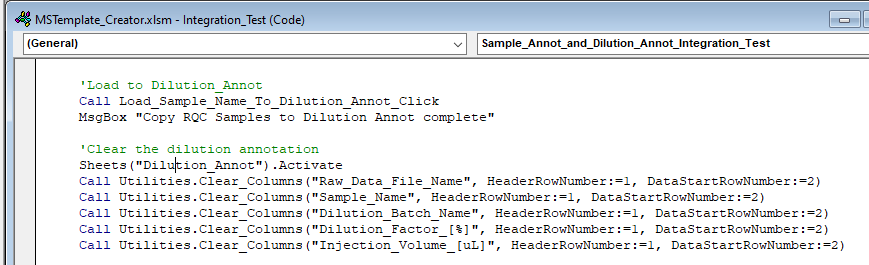 MSTemplate_Creator.xlsm - Integration_Test (Code)
(General)
Sample_Annot_and_Dilution_Annot_Integration_Test
'Load to Dilution_Annot
Call Load_Sample_Name_To_Dilution_Annot_Click
MsgBox "Copy RQC Samples to Dilution Annot complete"
'Clear the dilution annotation
Sheets("Dilution_Annot").Activate
Call Utilities.Clear_Columns("Raw_Data_File_Name", HeaderRowNumber:=1, DataStartRowNumber:=2)
Call Utilities.Clear_Columns("Sample_Name", HeaderRowNumber:=1, DataStartRowNumber:=2)
Call Utilities.Clear_Columns("Dilution_Batch_Name", HeaderRowNumber:=1, DataStartRowNumber:=2)
Call Utilities.Clear_Columns("Dilution_Factor_[%]", HeaderRowNumber:=1, DataStartRowNumber:=2)
Call Utilities.Clear_Columns("Injection_Volume_[uL]", HeaderRowNumber:=1, DataStartRowNumber:=2)